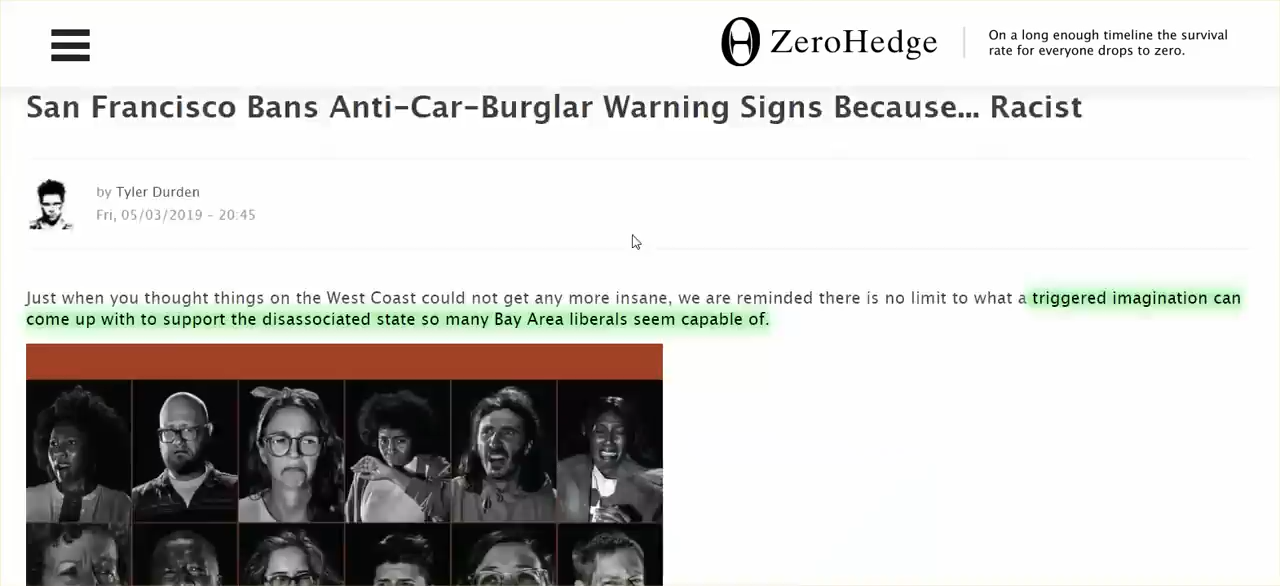 ZeroHedge
On a long enough timeline the survival
rate for everyone drops to zero.
San Francisco Bans Anti-Car-Burglar Warning Signs Because... Racist
by Tyler Durden
Fri, 05/03/2019 - 20:45
Just when you thought things on the West Coast could not get any more insane, we are reminded there is no limit to what a triggered imagination can
come up with to support the disassociated state so many Bay Area liberals seem capable of.